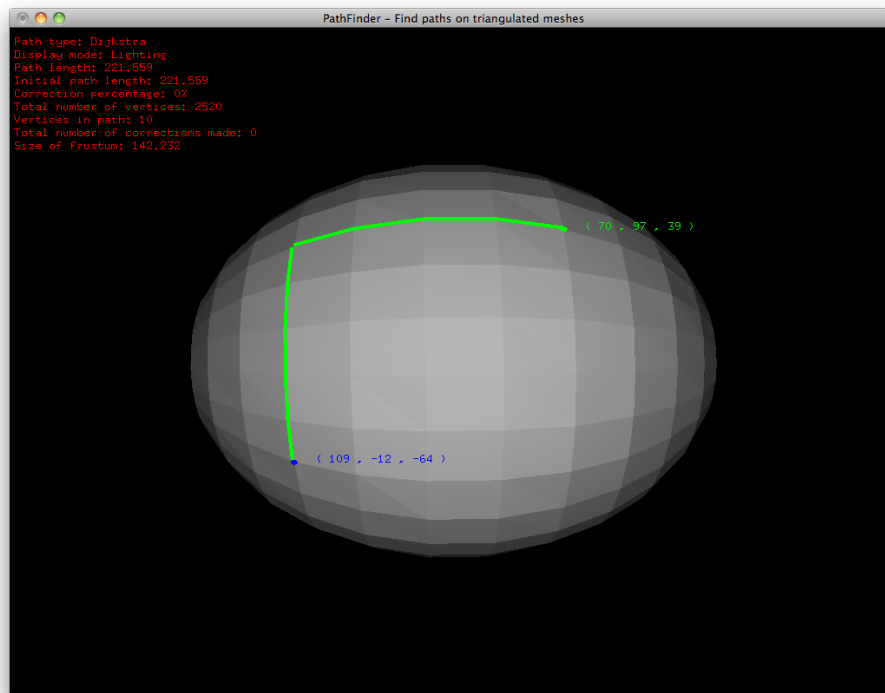 PathFinder - Find paths on triangulated meshes
Path type: Dijkstra
Display mode: Lighting
Path length: 221.559
Initial path length: 221.559
Correction percentage: 0%
Total number of vertices: 2520
Vertices in path: 10
Total number of corrections made: 0
Size of frustum: 142.232
( 70 , 97 , 39 )
( 109 , -12 , -64 )